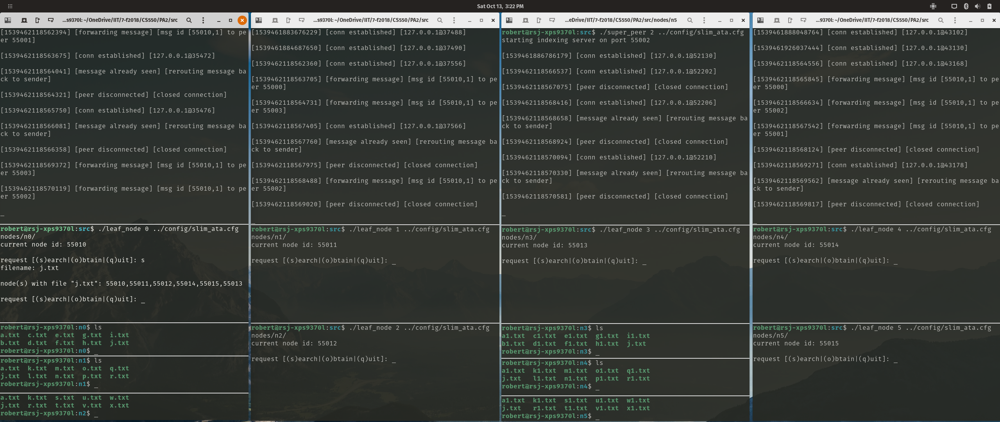 Sat Oct 13, 3:22 PM
...s9370l: ~/OneDrive/IIT/7-f2018/CS550/PA2/src
[1539462118562394] [forwarding message] [msg id [55010,1] to pe
er 55001]
[1539462118563675] [conn established] [127.0.0.1@35472]
[1539462118564041] [message already seen] [rerouting message ba
ck to sender]
[1539462118564321] [peer disconnected] [closed connection]
[1539462118565750] [conn established] [127.0.0.1@35476]
[1539462118566081] [message already seen] [rerouting message ba
ck to sender]
[1539462118566358] [peer disconnected] [closed connection]
[1539462118569372] [forwarding message] [msg id [55010,1] to pe
er 55003]
[1539462118570119] [forwarding message] [msg id [55010,1] to pe
er 55002]
_
robert@rsj-xps9370l:src$ ./leaf_node 0 ../config/slim_ata.cfg
nodes/n0/
current node id: 55010
request [(s)earch|(o)btain|(q)uit]: s
filename: j.txt
node(s) with file "j.txt": 55010,55011,55012,55014,55015,55013
request [(s)earch|(o)btain|(q)uit]: _
robert@rsj-xps9370l:n0$ ls
a.txt c.txt e.txt g.txt i.txt
b.txt d.txt f.txt h.txt j.txt
robert@rsj-xps9370l:n0$ _
robert@rsj-xps9370l:n1$ ls
a.txt k.txt m.txt o.txt q.txt
j.txt l.txt n.txt p.txt r.txt
robert@rsj-xps9370l:n1$ _
a.txt k.txt s.txt u.txt w.txt
j.txt r.txt t.txt v.txt x.txt
robert@rsj-xps9370l:n2$ _
...s9370l: ~/OneDrive/IIT/7-f2018/CS550/PA2/src
[1539461883676229] [conn established] [127.0.0.1@37488]
[1539461884687650] [conn established] [127.0.0.1@37490]
[1539462118562360] [conn established] [127.0.0.1@37556]
[1539462118563705] [forwarding message] [msg id [55010,1] to pe
er 55000]
[1539462118564731] [forwarding message] [msg id [55010,1] to pe
er 55003]
[1539462118567405] [conn established] [127.0.0.1@37566]
[1539462118567760] [message already seen] [rerouting message ba
ck to sender]
[1539462118567975] [peer disconnected] [closed connection]
[1539462118568488] [forwarding message] [msg id [55010,1] to pe
er 55002]
[1539462118569020] [peer disconnected] [closed connection]
_
robert@rsj-xps9370l:src$ ./leaf_node 1 ../config/slim_ata.cfg
nodes/n1/
current node id: 55011
request [(s)earch|(o)btain|(q)uit]: _
robert@rsj-xps9370l:src$ ./leaf_node 2 ../config/slim_ata.cfg
nodes/n2/
current node id: 55012
request [(s)earch|(o)btain|(q)uit]: _
...eDrive/IIT/7-f2018/CS550/PA2/src/nodes/n5
robert@rsj-xps9370l:src$ ./super_peer 2 ../config/slim_ata.cfg
starting indexing server on port 55002
[1539461886786179] [conn established] [127.0.0.1@52130]
[1539462118566537] [conn established] [127.0.0.1@52202]
[1539462118567075] [peer disconnected] [closed connection]
[1539462118568416] [conn established] [127.0.0.1@52206]
[1539462118568658] [message already seen] [rerouting message ba
ck to sender]
[1539462118568924] [peer disconnected] [closed connection]
[1539462118570094] [conn established] [127.0.0.1@52210]
[1539462118570330] [message already seen] [rerouting message ba
ck to sender]
[1539462118570581] [peer disconnected] [closed connection]
_
robert@rsj-xps9370l:src$ ./leaf_node 3 ../config/slim_ata.cfg
nodes/n3/
current node id: 55013
request [(s)earch|(o)btain|(q)uit]: _
robert@rsj-xps9370l:n3$ ls
a1.txt c1.txt e1.txt g1.txt i1.txt
b1.txt d1.txt f1.txt h1.txt j.txt
robert@rsj-xps9370l:n3$ _
robert@rsj-xps9370l:n4$ ls
a1.txt k1.txt m1.txt o1.txt q1.txt
j.txt l1.txt n1.txt p1.txt r1.txt
robert@rsj-xps9370l:n4$ _
a1.txt k1.txt s1.txt u1.txt w1.txt
j.txt r1.txt t1.txt v1.txt x1.txt
robert@rsj-xps9370l:n5$ _
...9370l: ~/OneDrive/IIT/7-f2018/CS550/PA2/src
[1539461888048764] [conn established] [127.0.0.1@43102]
[1539461926037444] [conn established] [127.0.0.1@43130]
[1539462118564556] [conn established] [127.0.0.1@43168]
[1539462118565845] [forwarding message] [msg id [55010,1] to pe
er 55000]
[1539462118566634] [forwarding message] [msg id [55010,1] to pe
er 55002]
[1539462118567542] [forwarding message] [msg id [55010,1] to pe
er 55001]
[1539462118568124] [peer disconnected] [closed connection]
[1539462118569271] [conn established] [127.0.0.1@43178]
[1539462118569562] [message already seen] [rerouting message ba
ck to sender]
[1539462118569817] [peer disconnected] [closed connection]
_
robert@rsj-xps9370l:src$ ./leaf_node 4 ../config/slim_ata.cfg
nodes/n4/
current node id: 55014
request [(s)earch|(o)btain|(q)uit]: _
robert@rsj-xps9370l:src$ ./leaf_node 5 ../config/slim_ata.cfg
nodes/n5/
current node id: 55015
request [(s)earch|(o)btain|(q)uit]: _